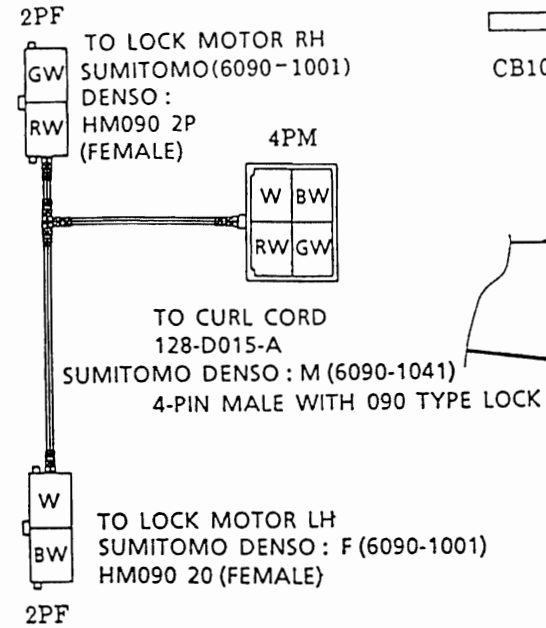 2PF
GW
RW
TO LOCK MOTOR RH
SUMITOMO(6090-1001)
DENSO :
HM090 2P
(FEMALE)
CB10
4PM
W BW
RW GW
TO CURL CORD
128-D015-A
SUMITOMO DENSO : M (6090-1041)
4-PIN MALE WITH 090 TYPE LOCK
W
BW
TO LOCK MOTOR LH
SUMITOMO DENSO : F (6090-1001)
HM090 20 (FEMALE)
2PF